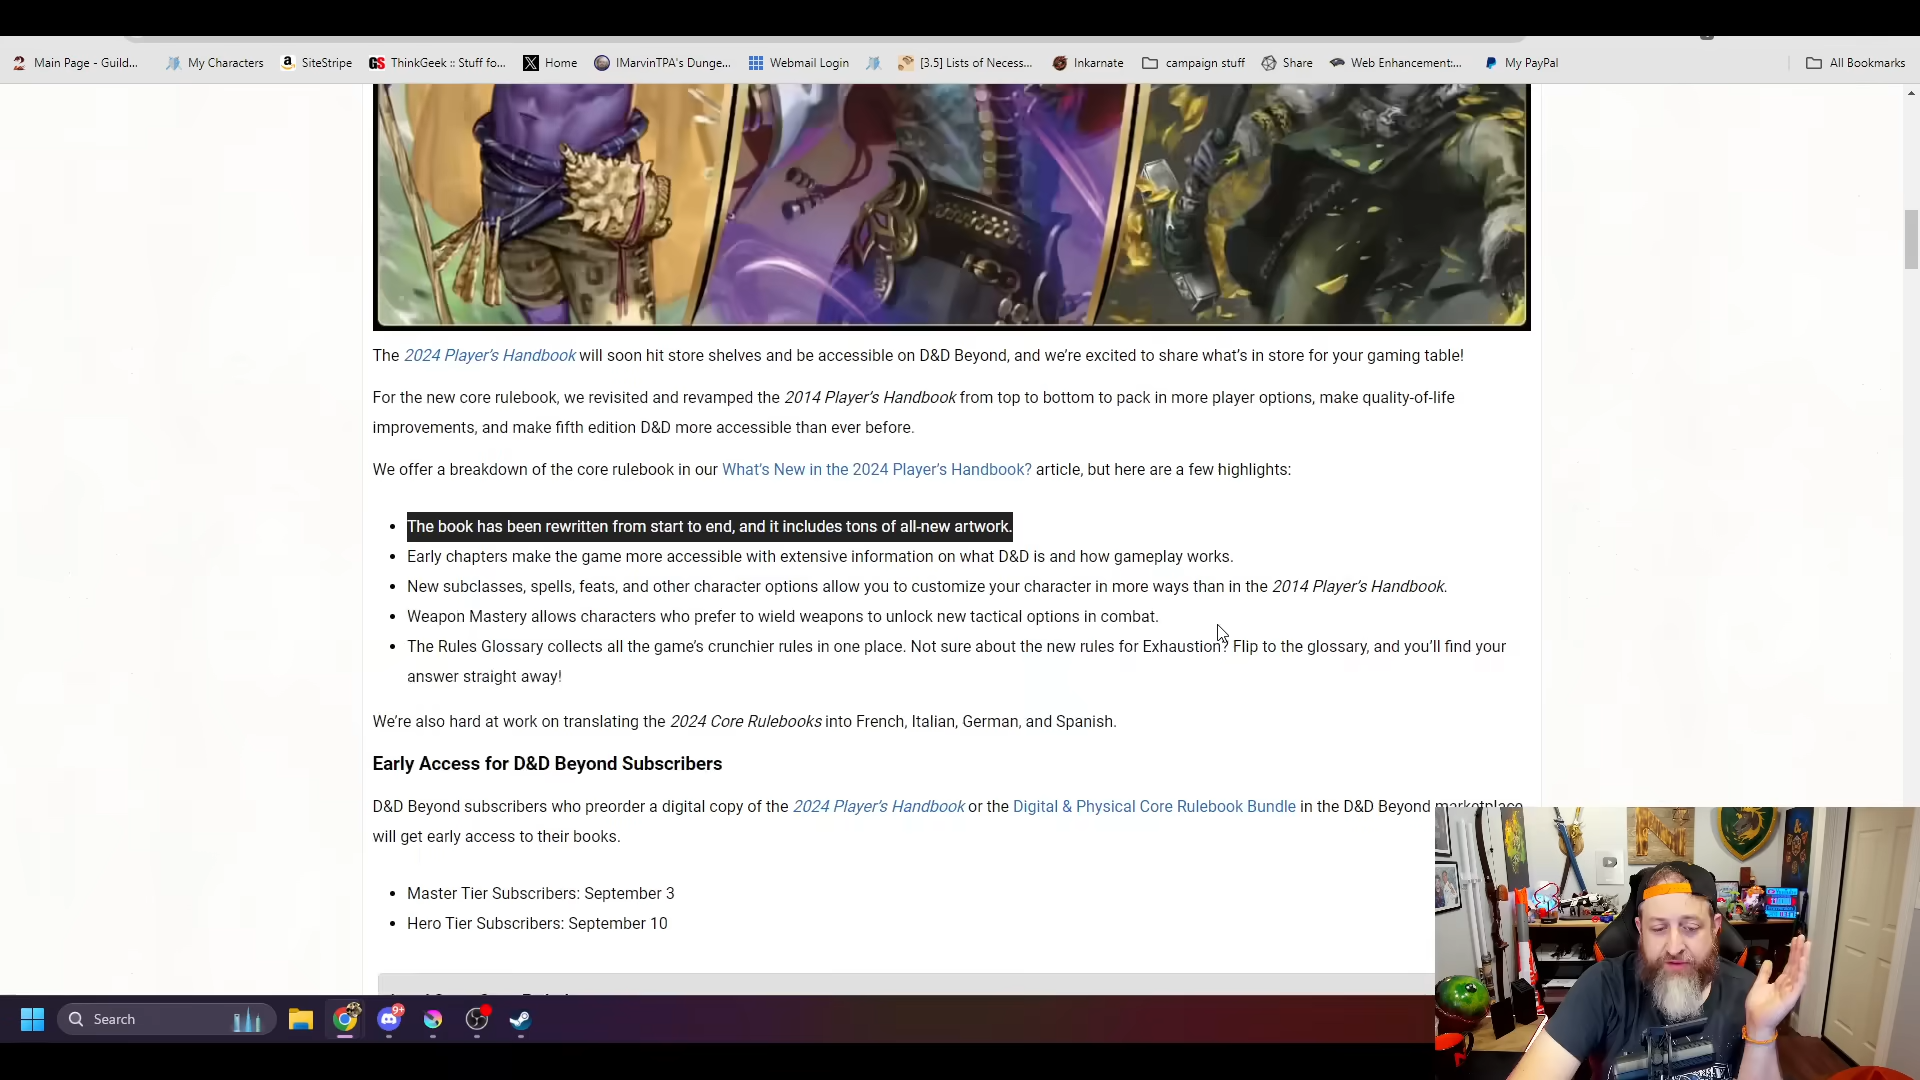 Main Page - Guild...
My Characters
SiteStripe
GS
ThinkGeek :: Stuff fo...
Home
IMarvinTPA's Dunge...
Webmail Login
[3.5] Lists of Necess...
Inkarnate
campaign stuff
Share
Web Enhancement:...
My PayPal
All Bookmarks
The 2024 Player’s Handbook will soon hit store shelves and be accessible on D&D Beyond, and we’re excited to share what’s in store for your gaming table!
For the new core rulebook, we revisited and revamped the 2014 Player’s Handbook from top to bottom to pack in more player options, make quality-of-life
improvements, and make fifth edition D&D more accessible than ever before.
We offer a breakdown of the core rulebook in our What’s New in the 2024 Player’s Handbook? article, but here are a few highlights:
• The book has been rewritten from start to end, and it includes tons of all-new artwork.
• Early chapters make the game more accessible with extensive information on what D&D is and how gameplay works.
• New subclasses, spells, feats, and other character options allow you to customize your character in more ways than in the 2014 Player’s Handbook.
• Weapon Mastery allows characters who prefer to wield weapons to unlock new tactical options in combat.
• The Rules Glossary collects all the game’s crunchier rules in one place. Not sure about the new rules for Exhaustion? Flip to the glossary, and you’ll find your
answer straight away!
We’re also hard at work on translating the 2024 Core Rulebooks into French, Italian, German, and Spanish.
Early Access for D&D Beyond Subscribers
D&D Beyond subscribers who preorder a digital copy of the 2024 Player’s Handbook or the Digital & Physical Core Rulebook Bundle in the D&D Beyond marketplace
will get early access to their books.
• Master Tier Subscribers: September 3
• Hero Tier Subscribers: September 10
Search
9+